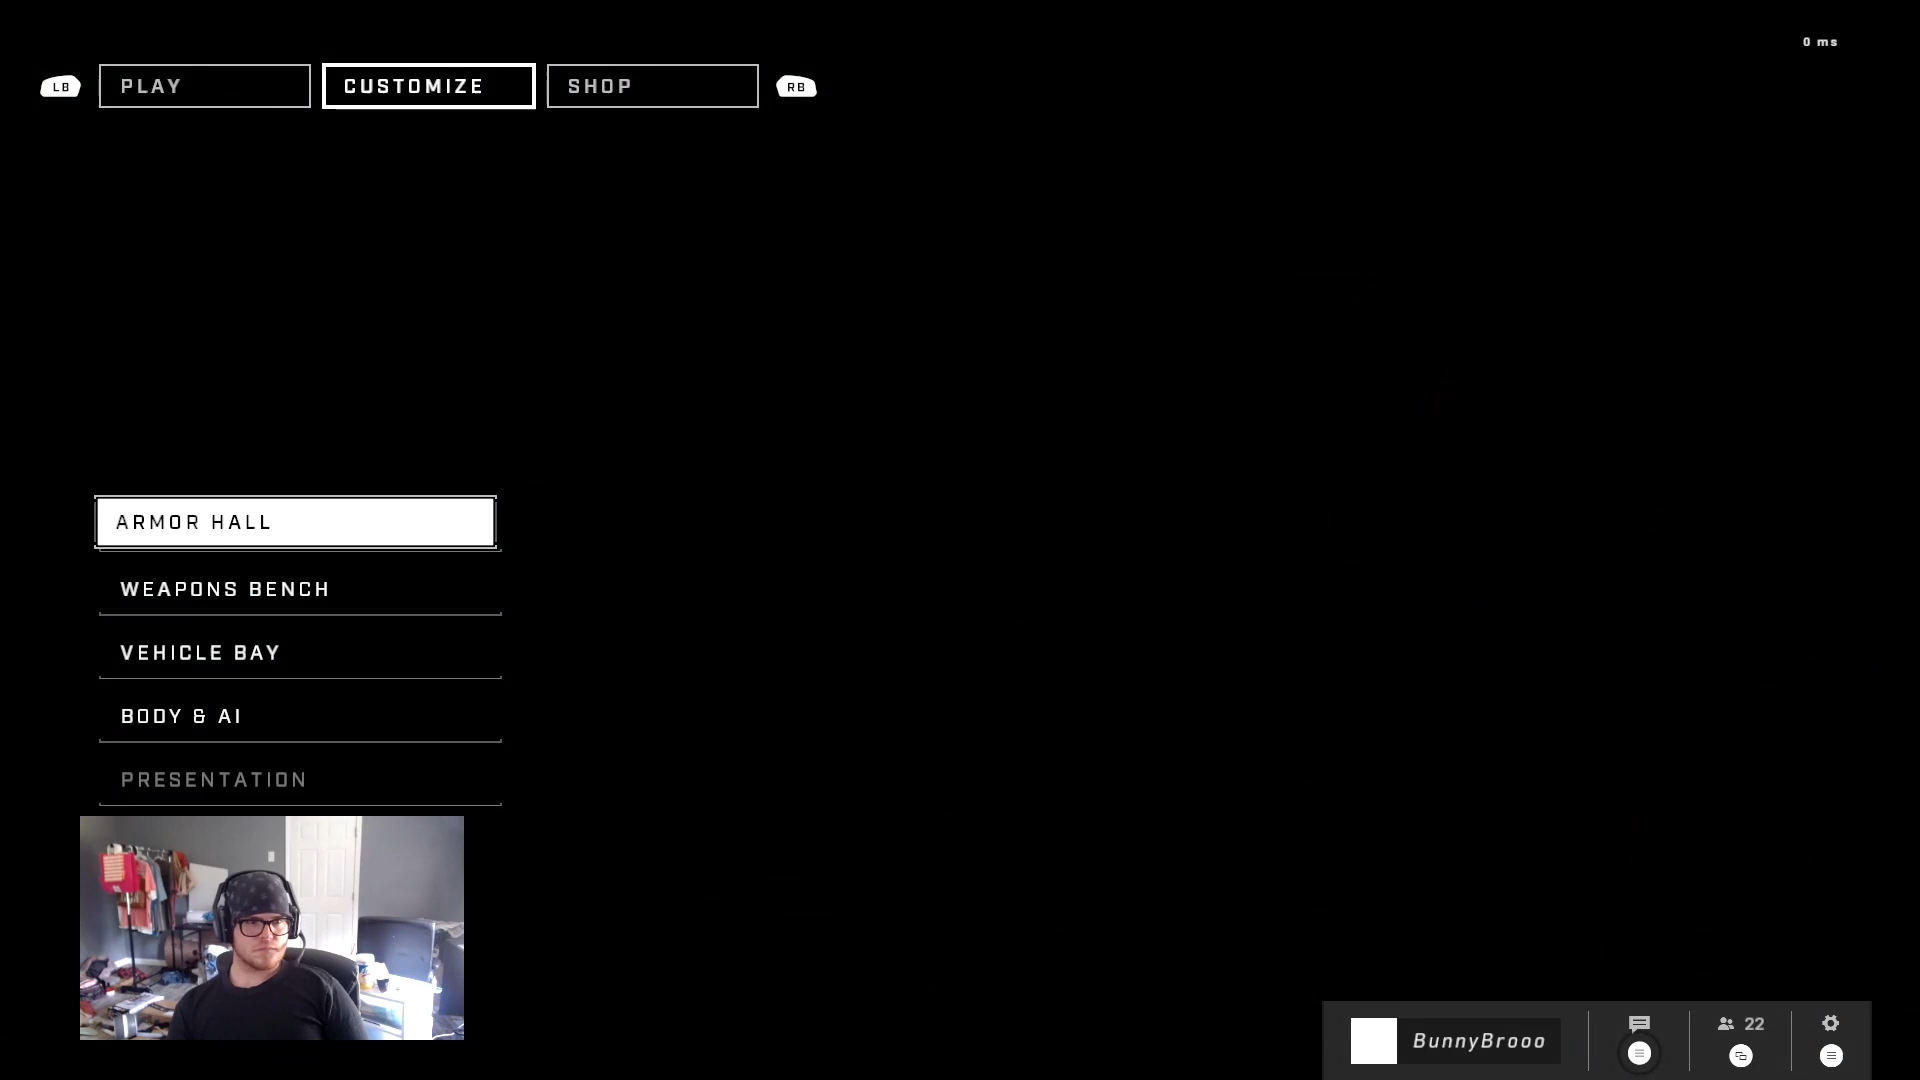 0 ms
LB PLAY CUSTOMIZE SHOP RB
ARMOR HALL
WEAPONS BENCH
VEHICLE BAY
BODY & AI
PRESENTATION
22
BunnyBrooo